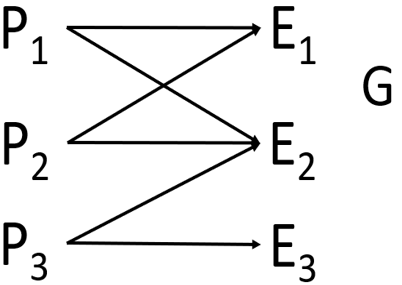 P₁ E₁
G
P₂ E₂
P₃ E₃